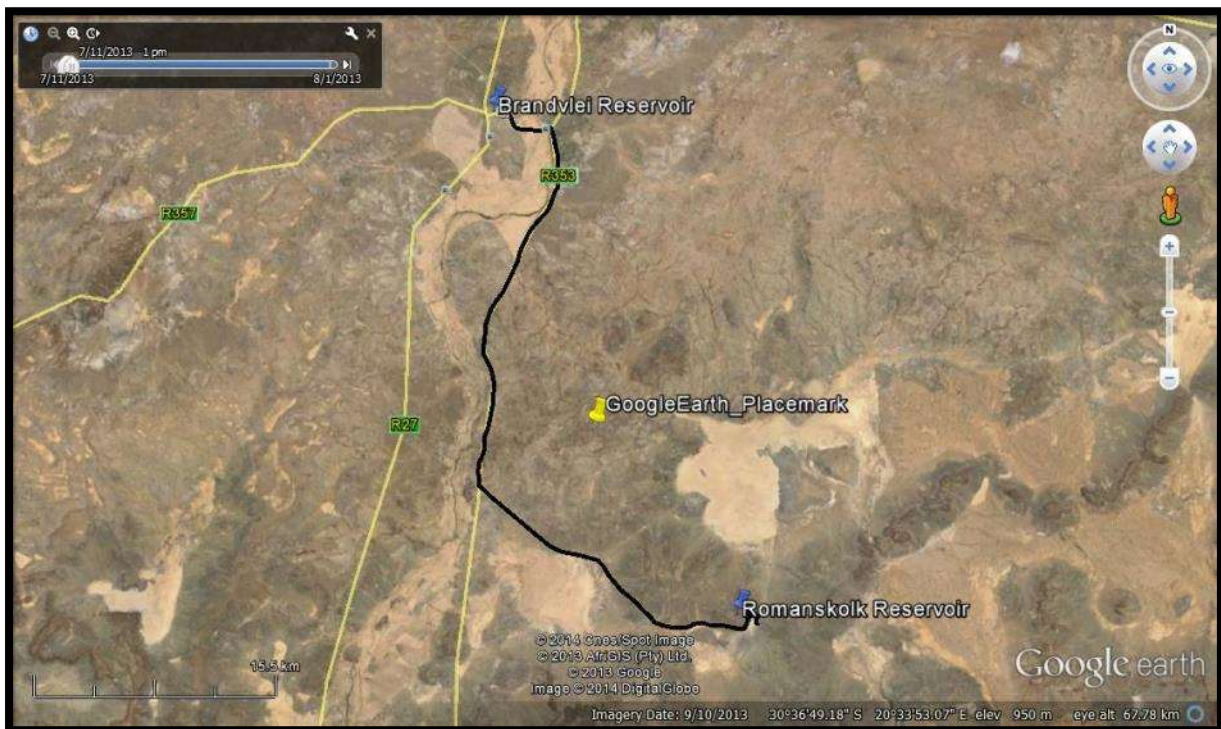 7/11/2013 - 1 pm
7/11/2013
8/1/2013
N
Brandvlei Reservoir
R353
R357
GoogleEarth_Placemark
R27
Romanskolk Reservoir
© 2014 Cnes/Spot Image
© 2013 AfriGIS (Pty) Ltd.
© 2013 Google
Image © 2014 DigitalGlobe
15.5 km
Google earth
Imagery Date: 9/10/2013 30°36'49.18" S 20°33'53.07" E elev 950 m eye alt 67.78 km